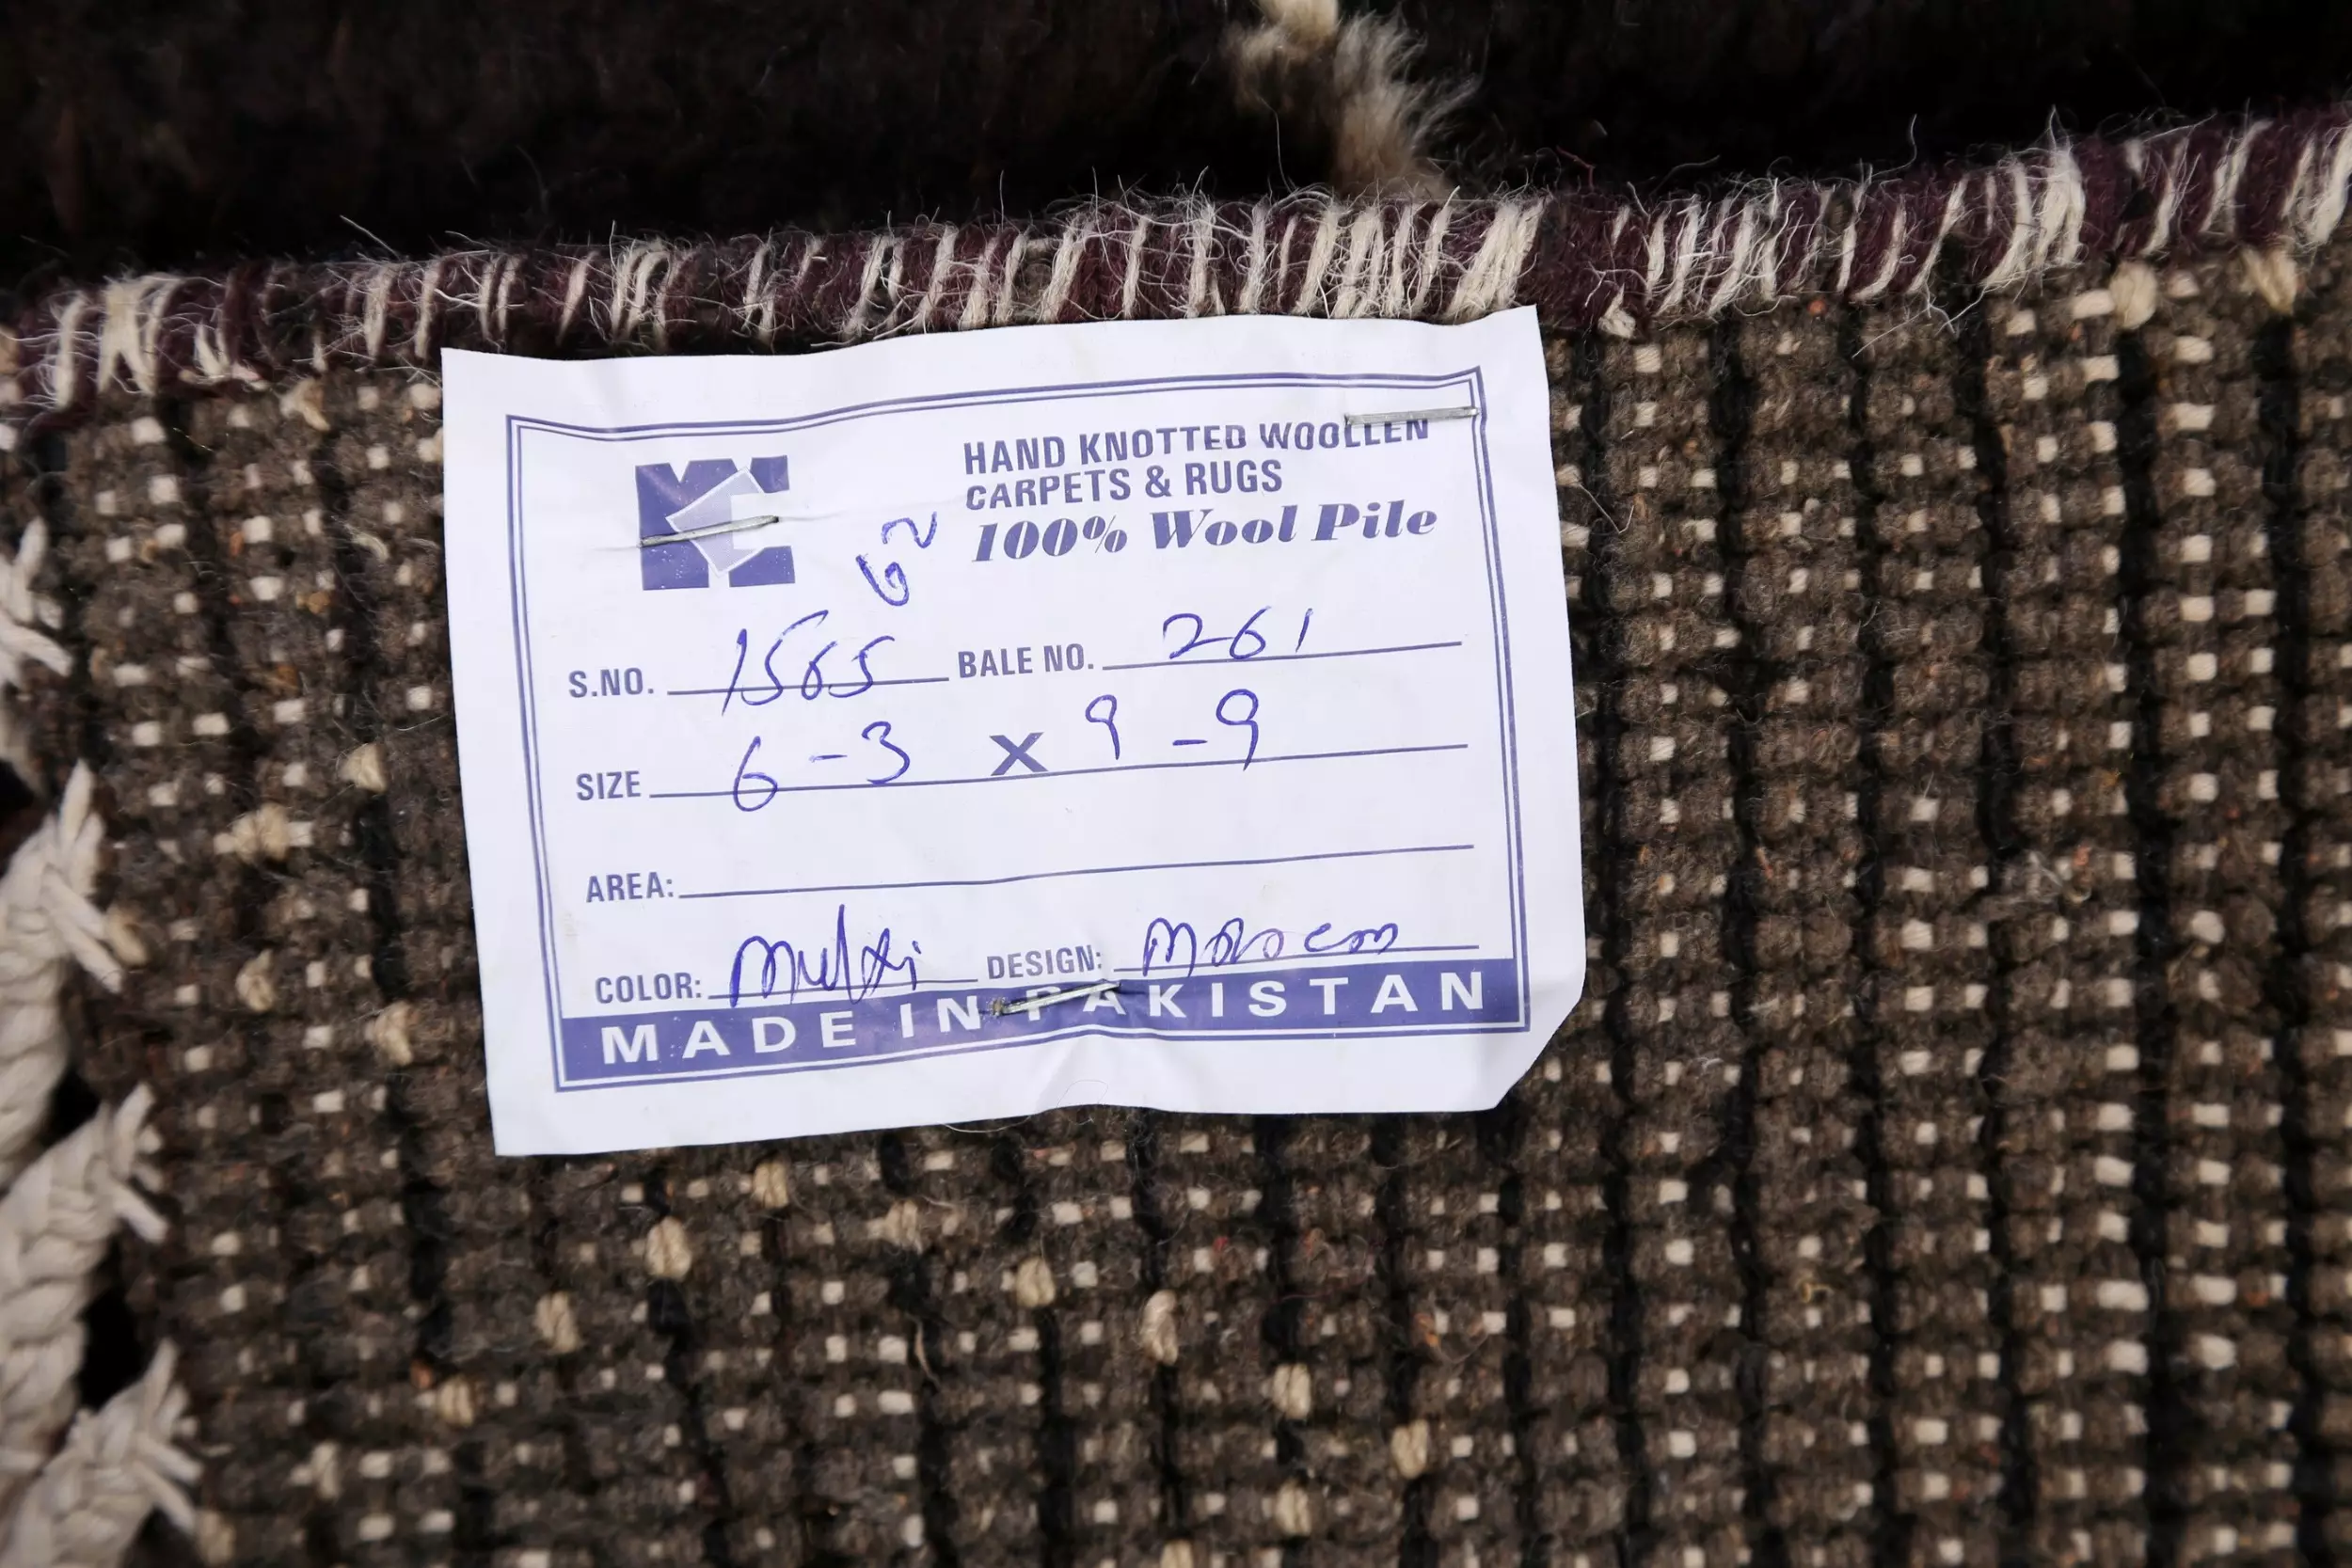 HAND KNOTTED WOOLLEN
CARPETS & RUGS
100% Wool Pile
S.NO. 1565 BALE NO. 261
SIZE 6-3 X 9-9
AREA:
COLOR: Multi DESIGN:
MADE IN PAKISTAN